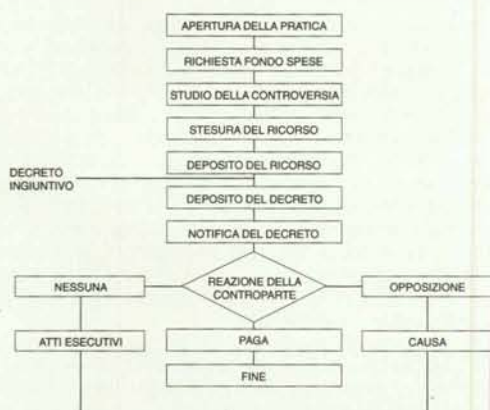 APERTURA DELLA PRATICA
RICHIESTA FONDO SPESE
STUDIO DELLA CONTROVERSIA
STESURA DEL RICORSO
DEPOSITO DEL RICORSO
DECRETO
INGIUNTIVO
DEPOSITO DEL DECRETO
NOTIFICA DEL DECRETO
REAZIONE DELLA
CONTROPARTE
NESSUNA
OPPOSIZIONE
ATTI ESECUTIVI
PAGA
CAUSA
FINE